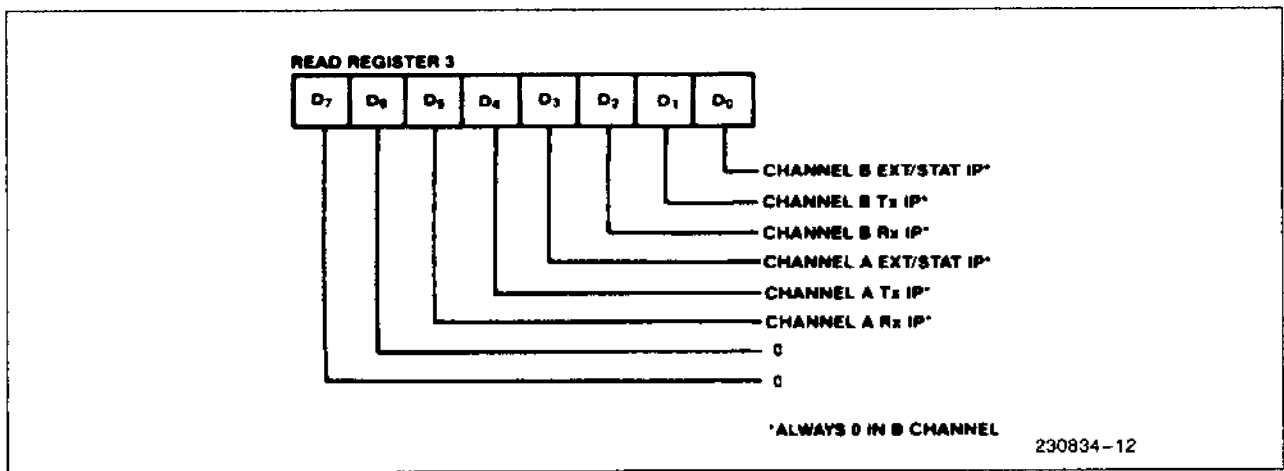 READ REGISTER 3
D7 D6 D5 D4 D3 D2 D1 D0
CHANNEL B EXT/STAT IP*
CHANNEL B Tx IP*
CHANNEL B Rx IP*
CHANNEL A EXT/STAT IP*
CHANNEL A Tx IP*
CHANNEL A Rx IP*
0
0
*ALWAYS 0 IN B CHANNEL
230834-12